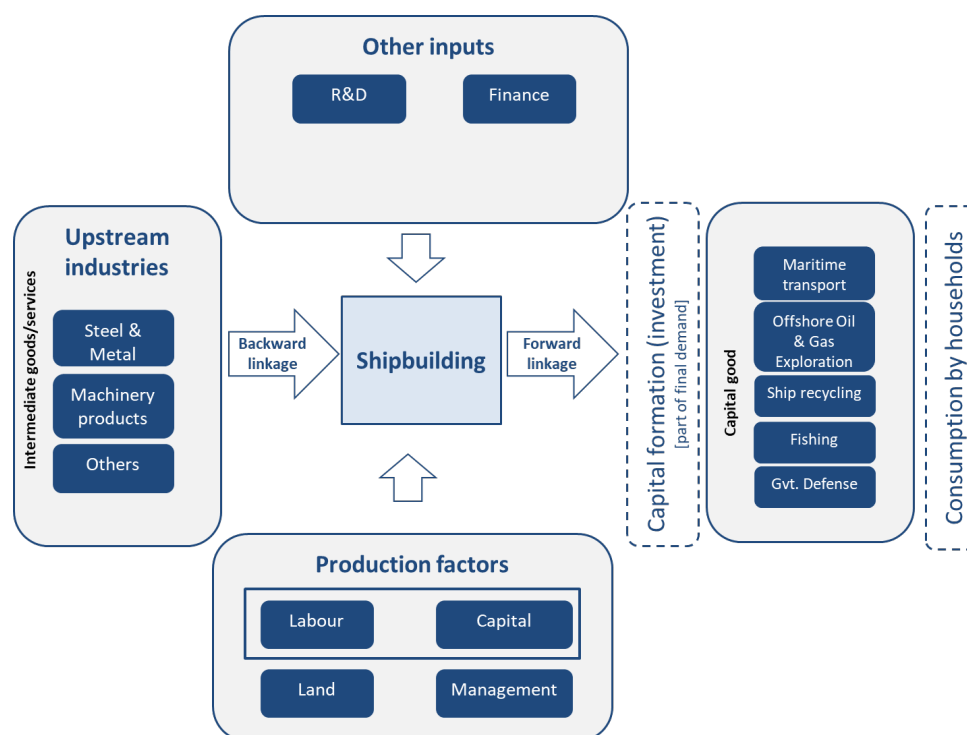 Other inputs
R&D
Finance
Upstream
industries
Intermediate goods/services
Steel &
Metal
Machinery
products
Others
Backward
linkage
Shipbuilding
Forward
linkage
Capital formation (investment)
[part of final demand]
Capital good
Maritime
transport
Offshore Oil
& Gas
Exploration
Ship recycling
Fishing
Gvt. Defense
Consumption by households
Production factors
Labour
Capital
Land
Management